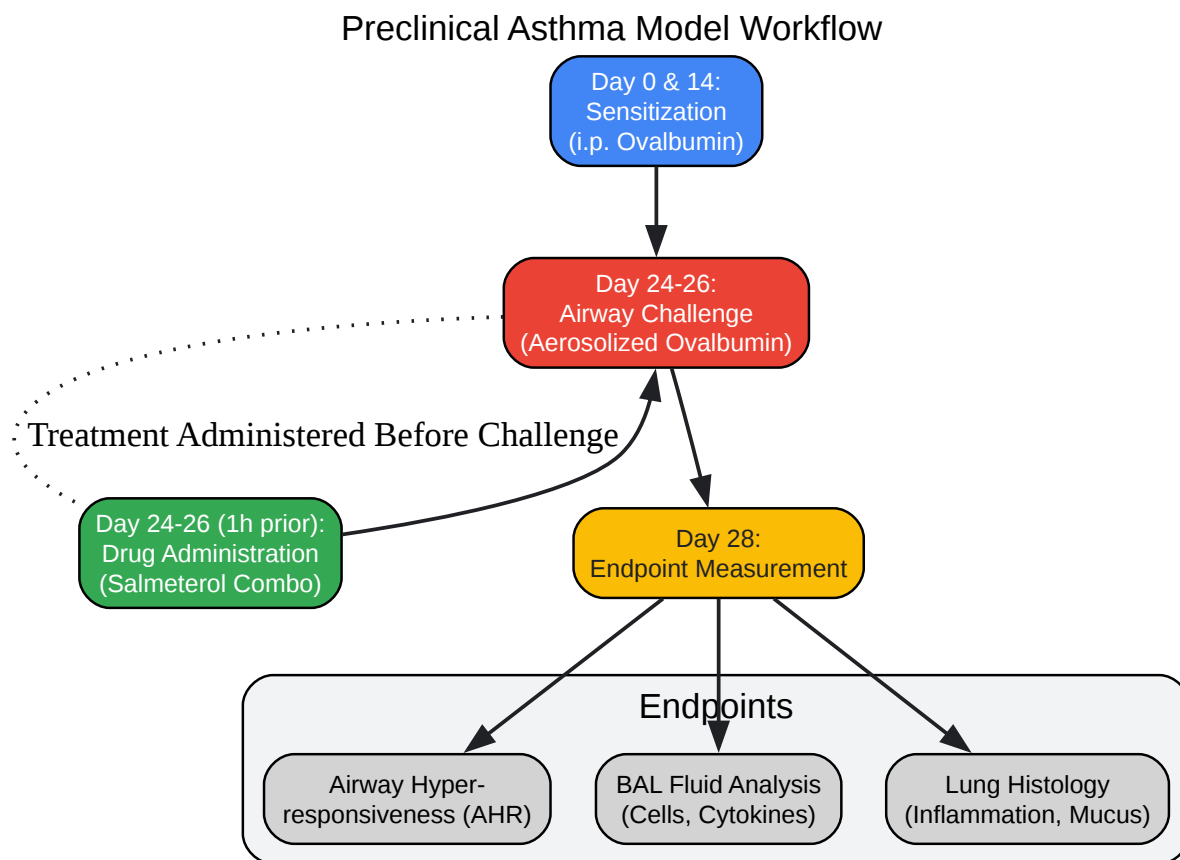 Preclinical Asthma Model Workflow
Day 0 & 14:
Sensitization
(i.p. Ovalbumin)
Day 24-26:
Airway Challenge
(Aerosolized Ovalbumin)
Treatment Administered Before Challenge
Day 24-26 (1h prior):
Drug Administration
(Salmeterol Combo)
Day 28:
Endpoint Measurement
Endpoints
Airway Hyper-
responsiveness (AHR)
BAL Fluid Analysis
(Cells, Cytokines)
Lung Histology
(Inflammation, Mucus)